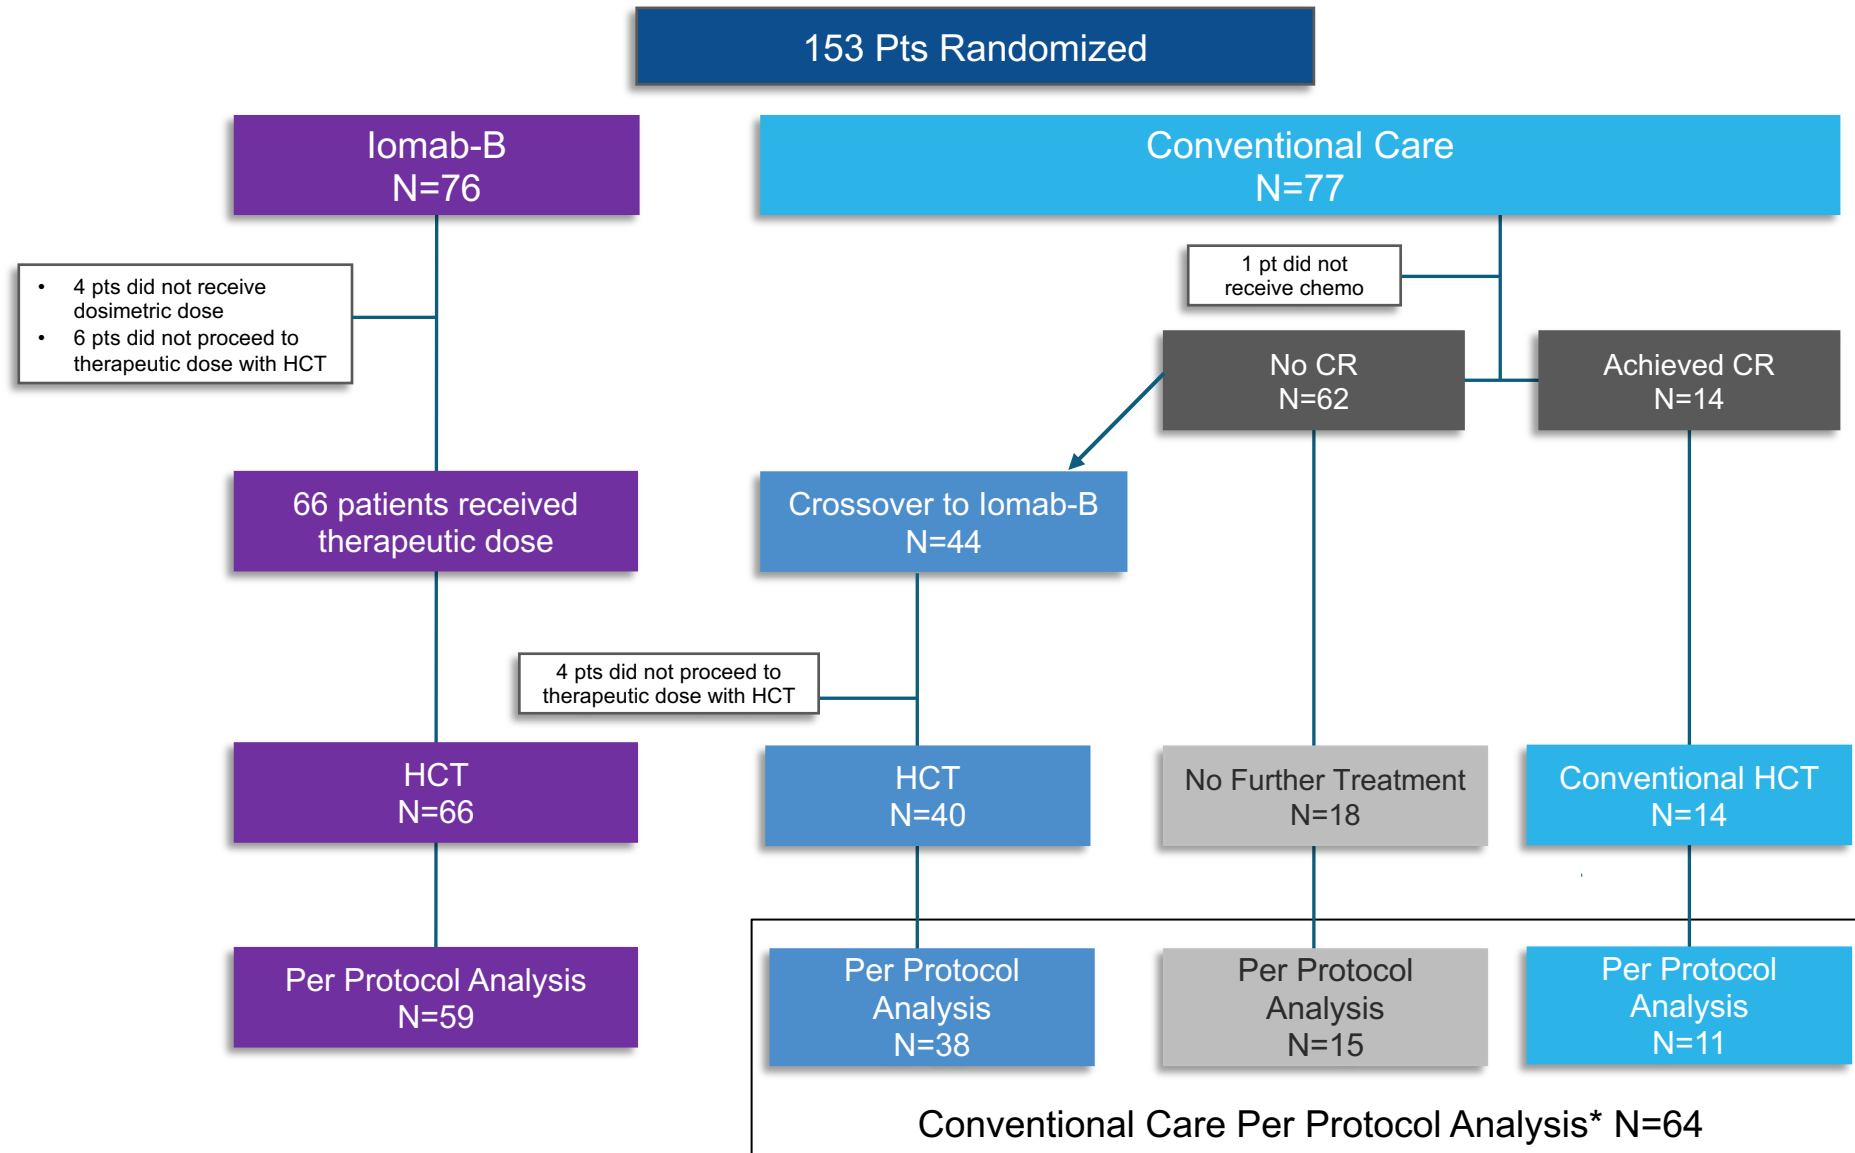 153 Pts Randomized
Iomab-B
N=76
Conventional Care
N=77
• 4 pts did not receive
dosimetric dose
• 6 pts did not proceed to
therapeutic dose with HCT
1 pt did not
receive chemo
No CR
N=62
Achieved CR
N=14
66 patients received
therapeutic dose
Crossover to Iomab-B
N=44
4 pts did not proceed to
therapeutic dose with HCT
HCT
N=66
HCT
N=40
No Further Treatment
N=18
Conventional HCT
N=14
Per Protocol Analysis
N=59
Per Protocol
Analysis
N=38
Per Protocol
Analysis
N=15
Per Protocol
Analysis
N=11
Conventional Care Per Protocol Analysis* N=64